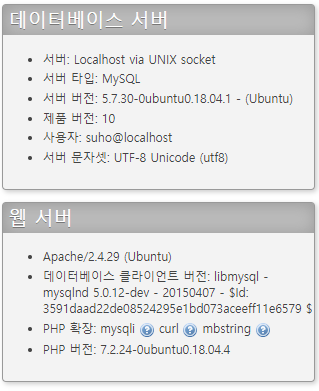 데이터베이스 서버
서버: Localhost via UNIX socket
서버 타입: MySQL
서버 버전: 5.7.30-0ubuntu0.18.04.1 - (Ubuntu)
제품 버전: 10
사용자: suho@localhost
서버 문자셋: UTF-8 Unicode (utf8)
웹 서버
Apache/2.4.29 (Ubuntu)
데이터베이스 클라이언트 버전: libmysql -
mysqlnd 5.0.12-dev - 20150407 - $Id:
3591daad22de08524295e1bd073aceeff11e6579 $
PHP 확장: mysqli curl mbstring
PHP 버전: 7.2.24-0ubuntu0.18.04.4